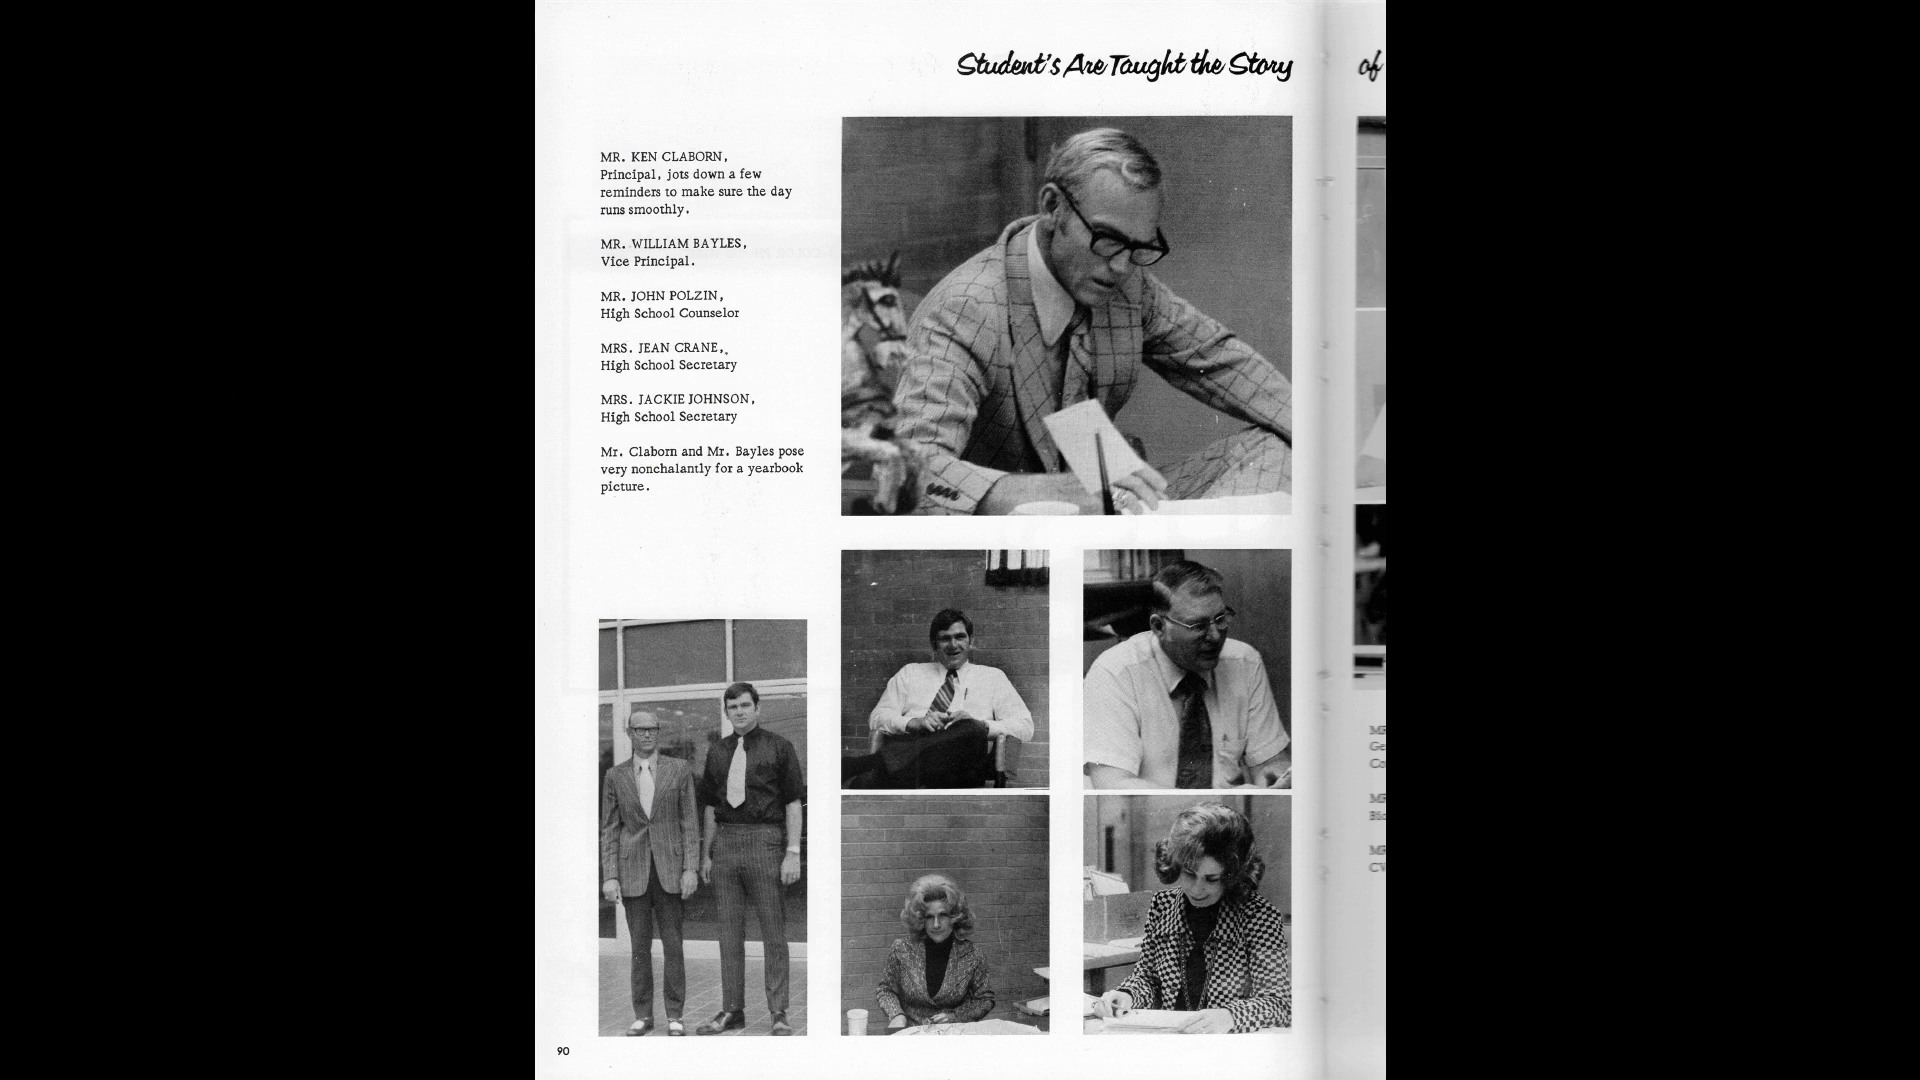 Student's Are Taught the Story of
MR. KEN CLABORN,
Principal, jots down a few
reminders to make sure the day
runs smoothly.
MR. WILLIAM BAYLES,
Vice Principal.
MR. JOHN POLZIN,
High School Counselor
MRS. JEAN CRANE,
High School Secretary
MRS. JACKIE JOHNSON,
High School Secretary
Mr. Claborn and Mr. Bayles pose
very nonchalantly for a yearbook
picture.
90